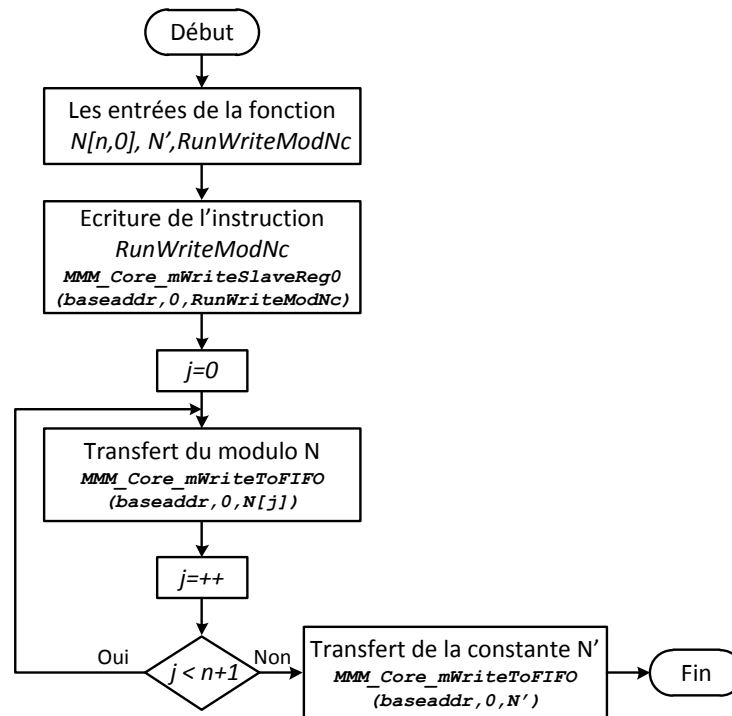 Début
Les entrées de la fonction
N[n,0], N’,RunWriteModNc
Ecriture de l’instruction
RunWriteModNc
MMM_Core_mWriteSlaveReg0
(baseaddr,0,RunWriteModNc)
j=0
Transfert du modulo N
MMM_Core_mWriteToFIFO
(baseaddr,0,N[j])
j=++
Oui
j < n+1
Non
Transfert de la constante N’
MMM_Core_mWriteToFIFO
(baseaddr,0,N’)
Fin